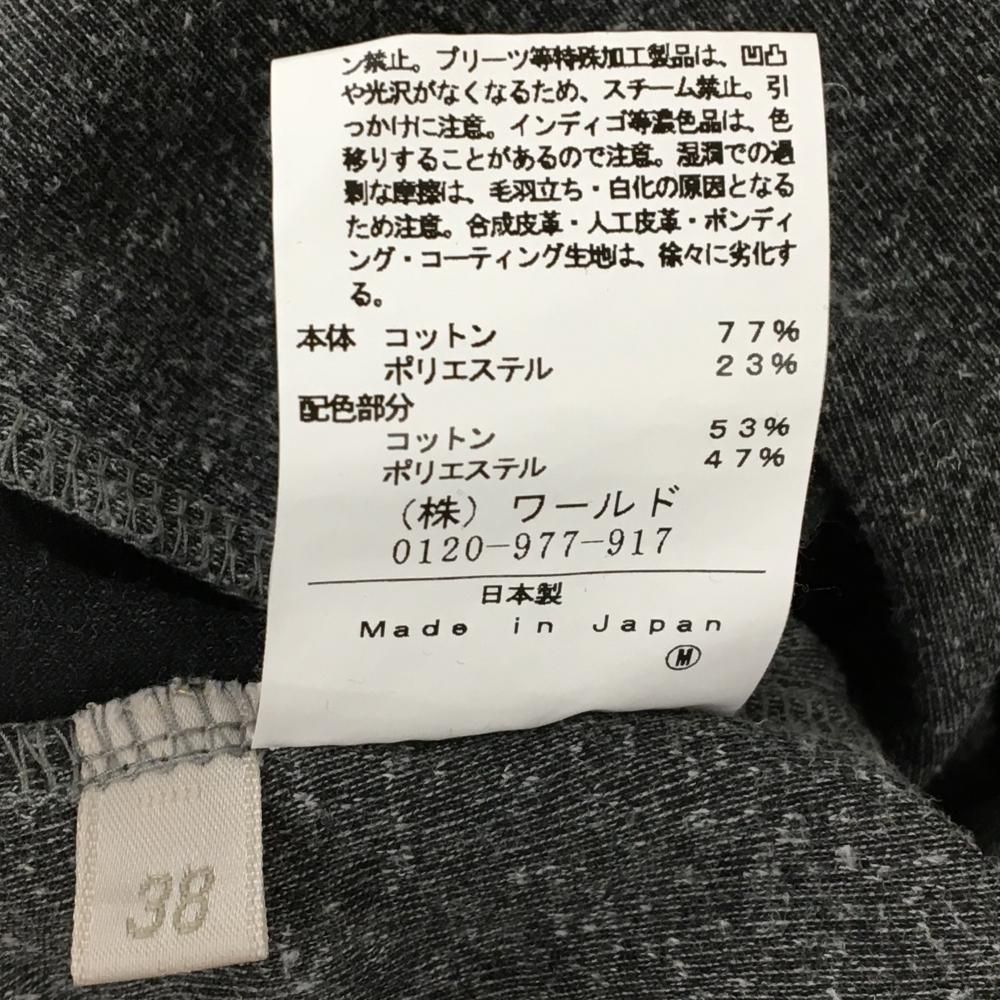 ン禁止。プリーツ等特殊加工製品は、凹凸
や光沢がなくなるため、スチーム禁止。引
っかけに注意。インディゴ等濃色品は、色
移りすることがあるので注意。湿潤での過
剰な摩擦は、毛羽立ち・白化の原因となる
ため注意。合成皮革・人工皮革・ボンディ
ング・コーティング生地は、徐々に劣化す
る。
本体 コットン 77%
ポリエステル 23%
配色部分
コットン 53%
ポリエステル 47%
(株) ワールド
0120-977-917
日本製
Made in Japan
M
38